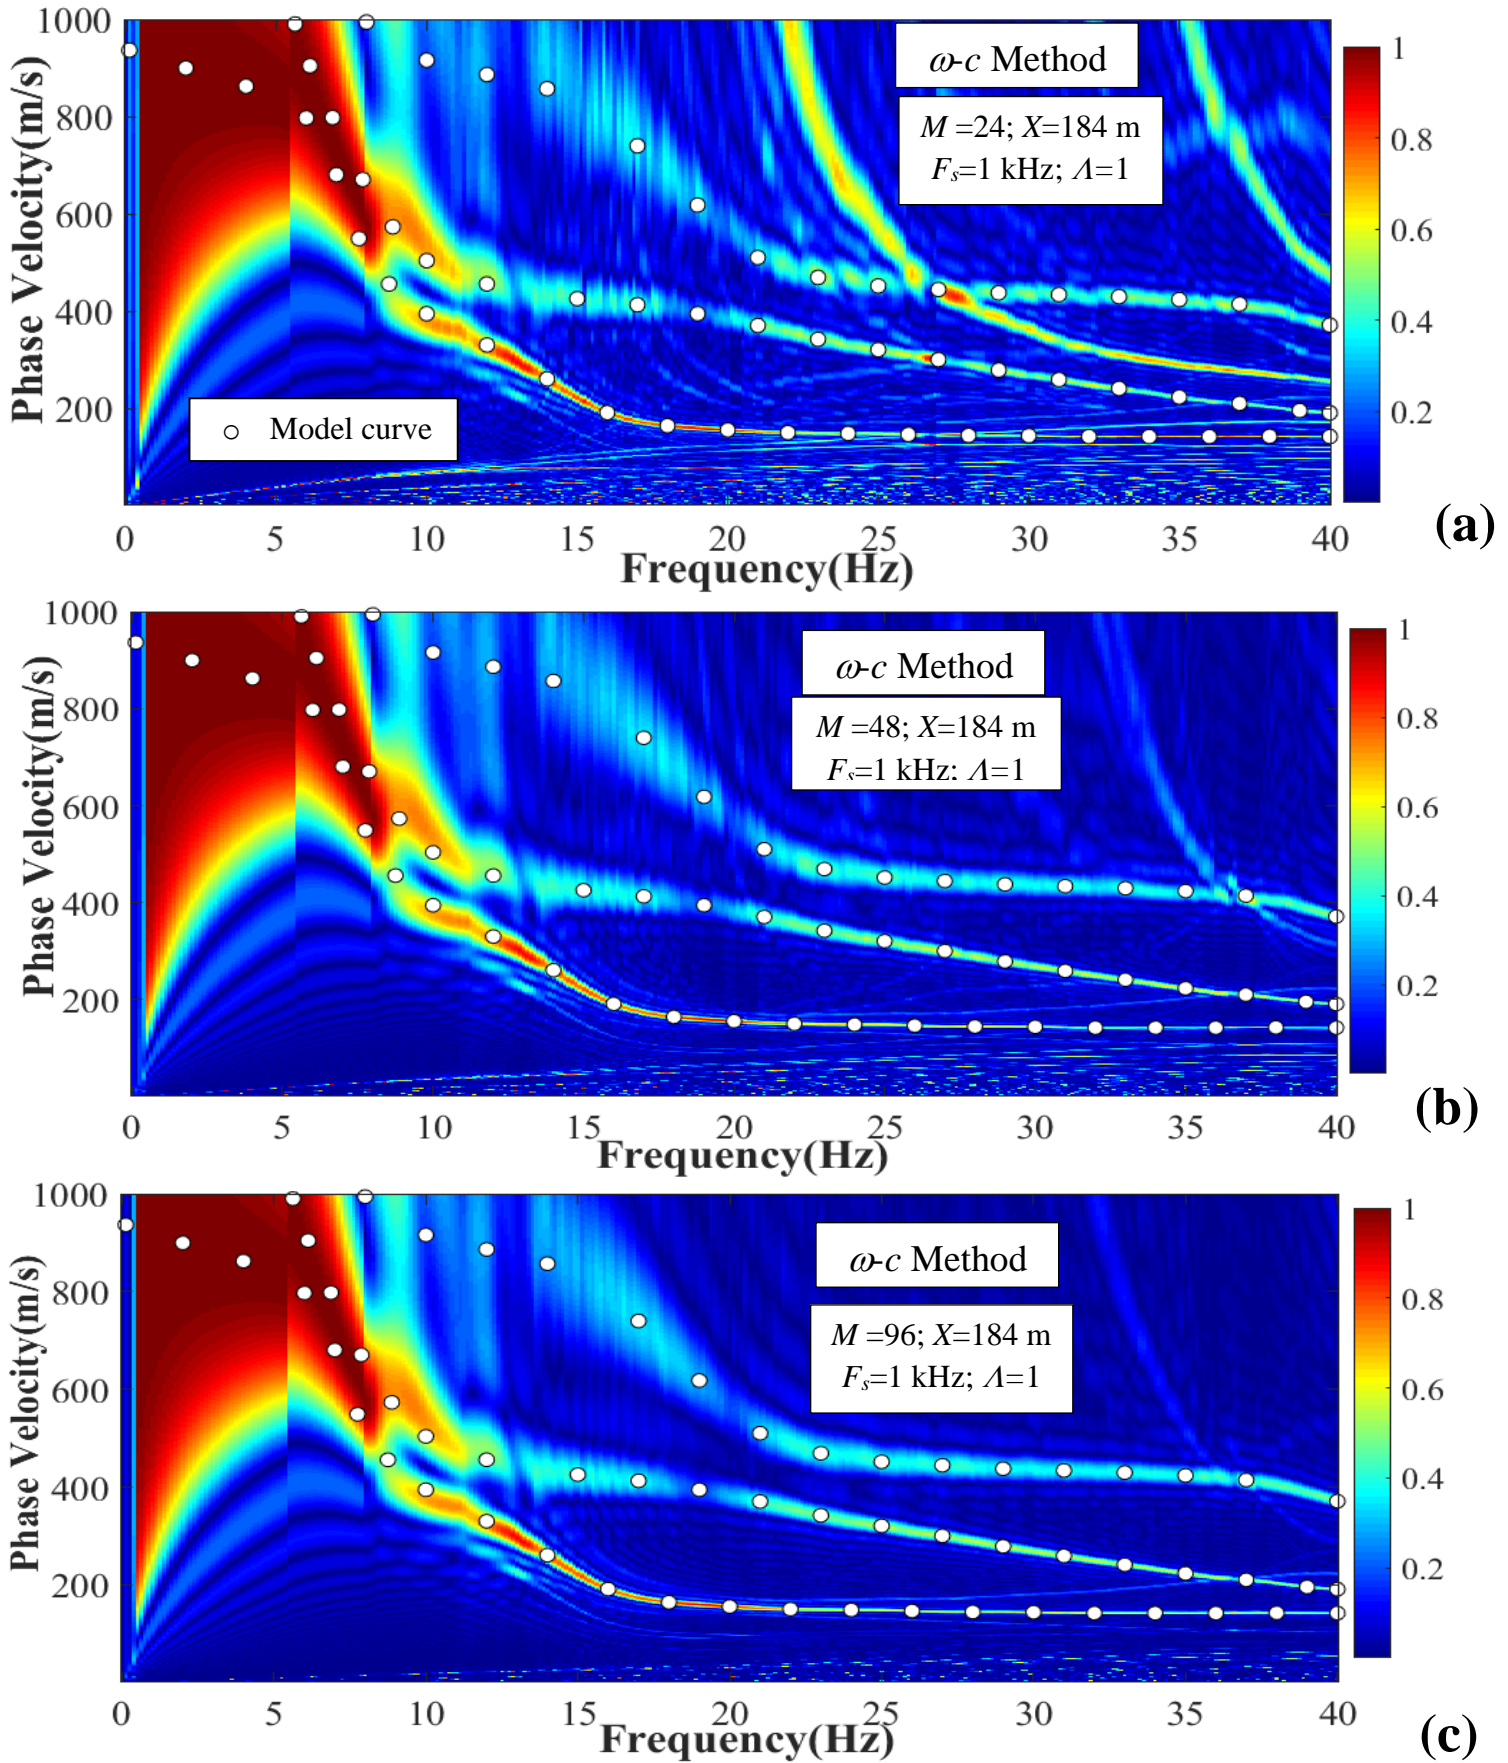 1000
800
600
400
200
Phase Velocity(m/s)
ω-c Method
M =24; X=184 m
Fs=1 kHz; Λ=1
Model curve
1
0.8
0.6
0.4
0.2
0 5 10 15 20 25 30 35 40
Frequency(Hz)
(a)
1000
800
600
400
200
Phase Velocity(m/s)
ω-c Method
M =48; X=184 m
Fs=1 kHz; Λ=1
1
0.8
0.6
0.4
0.2
0 5 10 15 20 25 30 35 40
Frequency(Hz)
(b)
1000
800
600
400
200
Phase Velocity(m/s)
ω-c Method
M =96; X=184 m
Fs=1 kHz; Λ=1
1
0.8
0.6
0.4
0.2
0 5 10 15 20 25 30 35 40
Frequency(Hz)
(c)